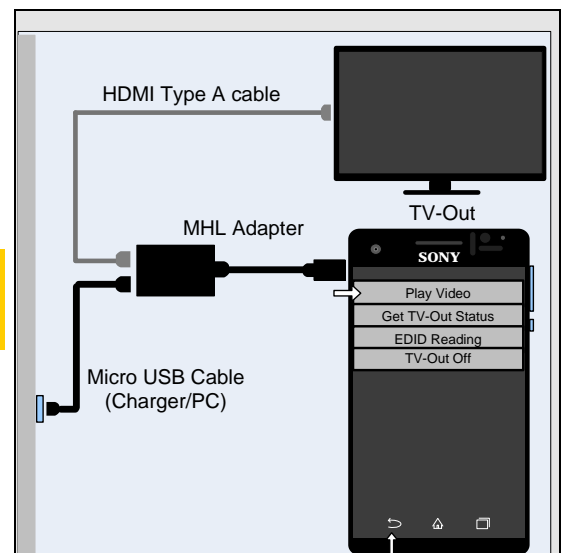 HDMI Type A cable
TV-Out
MHL Adapter
SONY
Play Video
Get TV-Out Status
EDID Reading
TV-Out Off
Micro USB Cable
(Charger/PC)